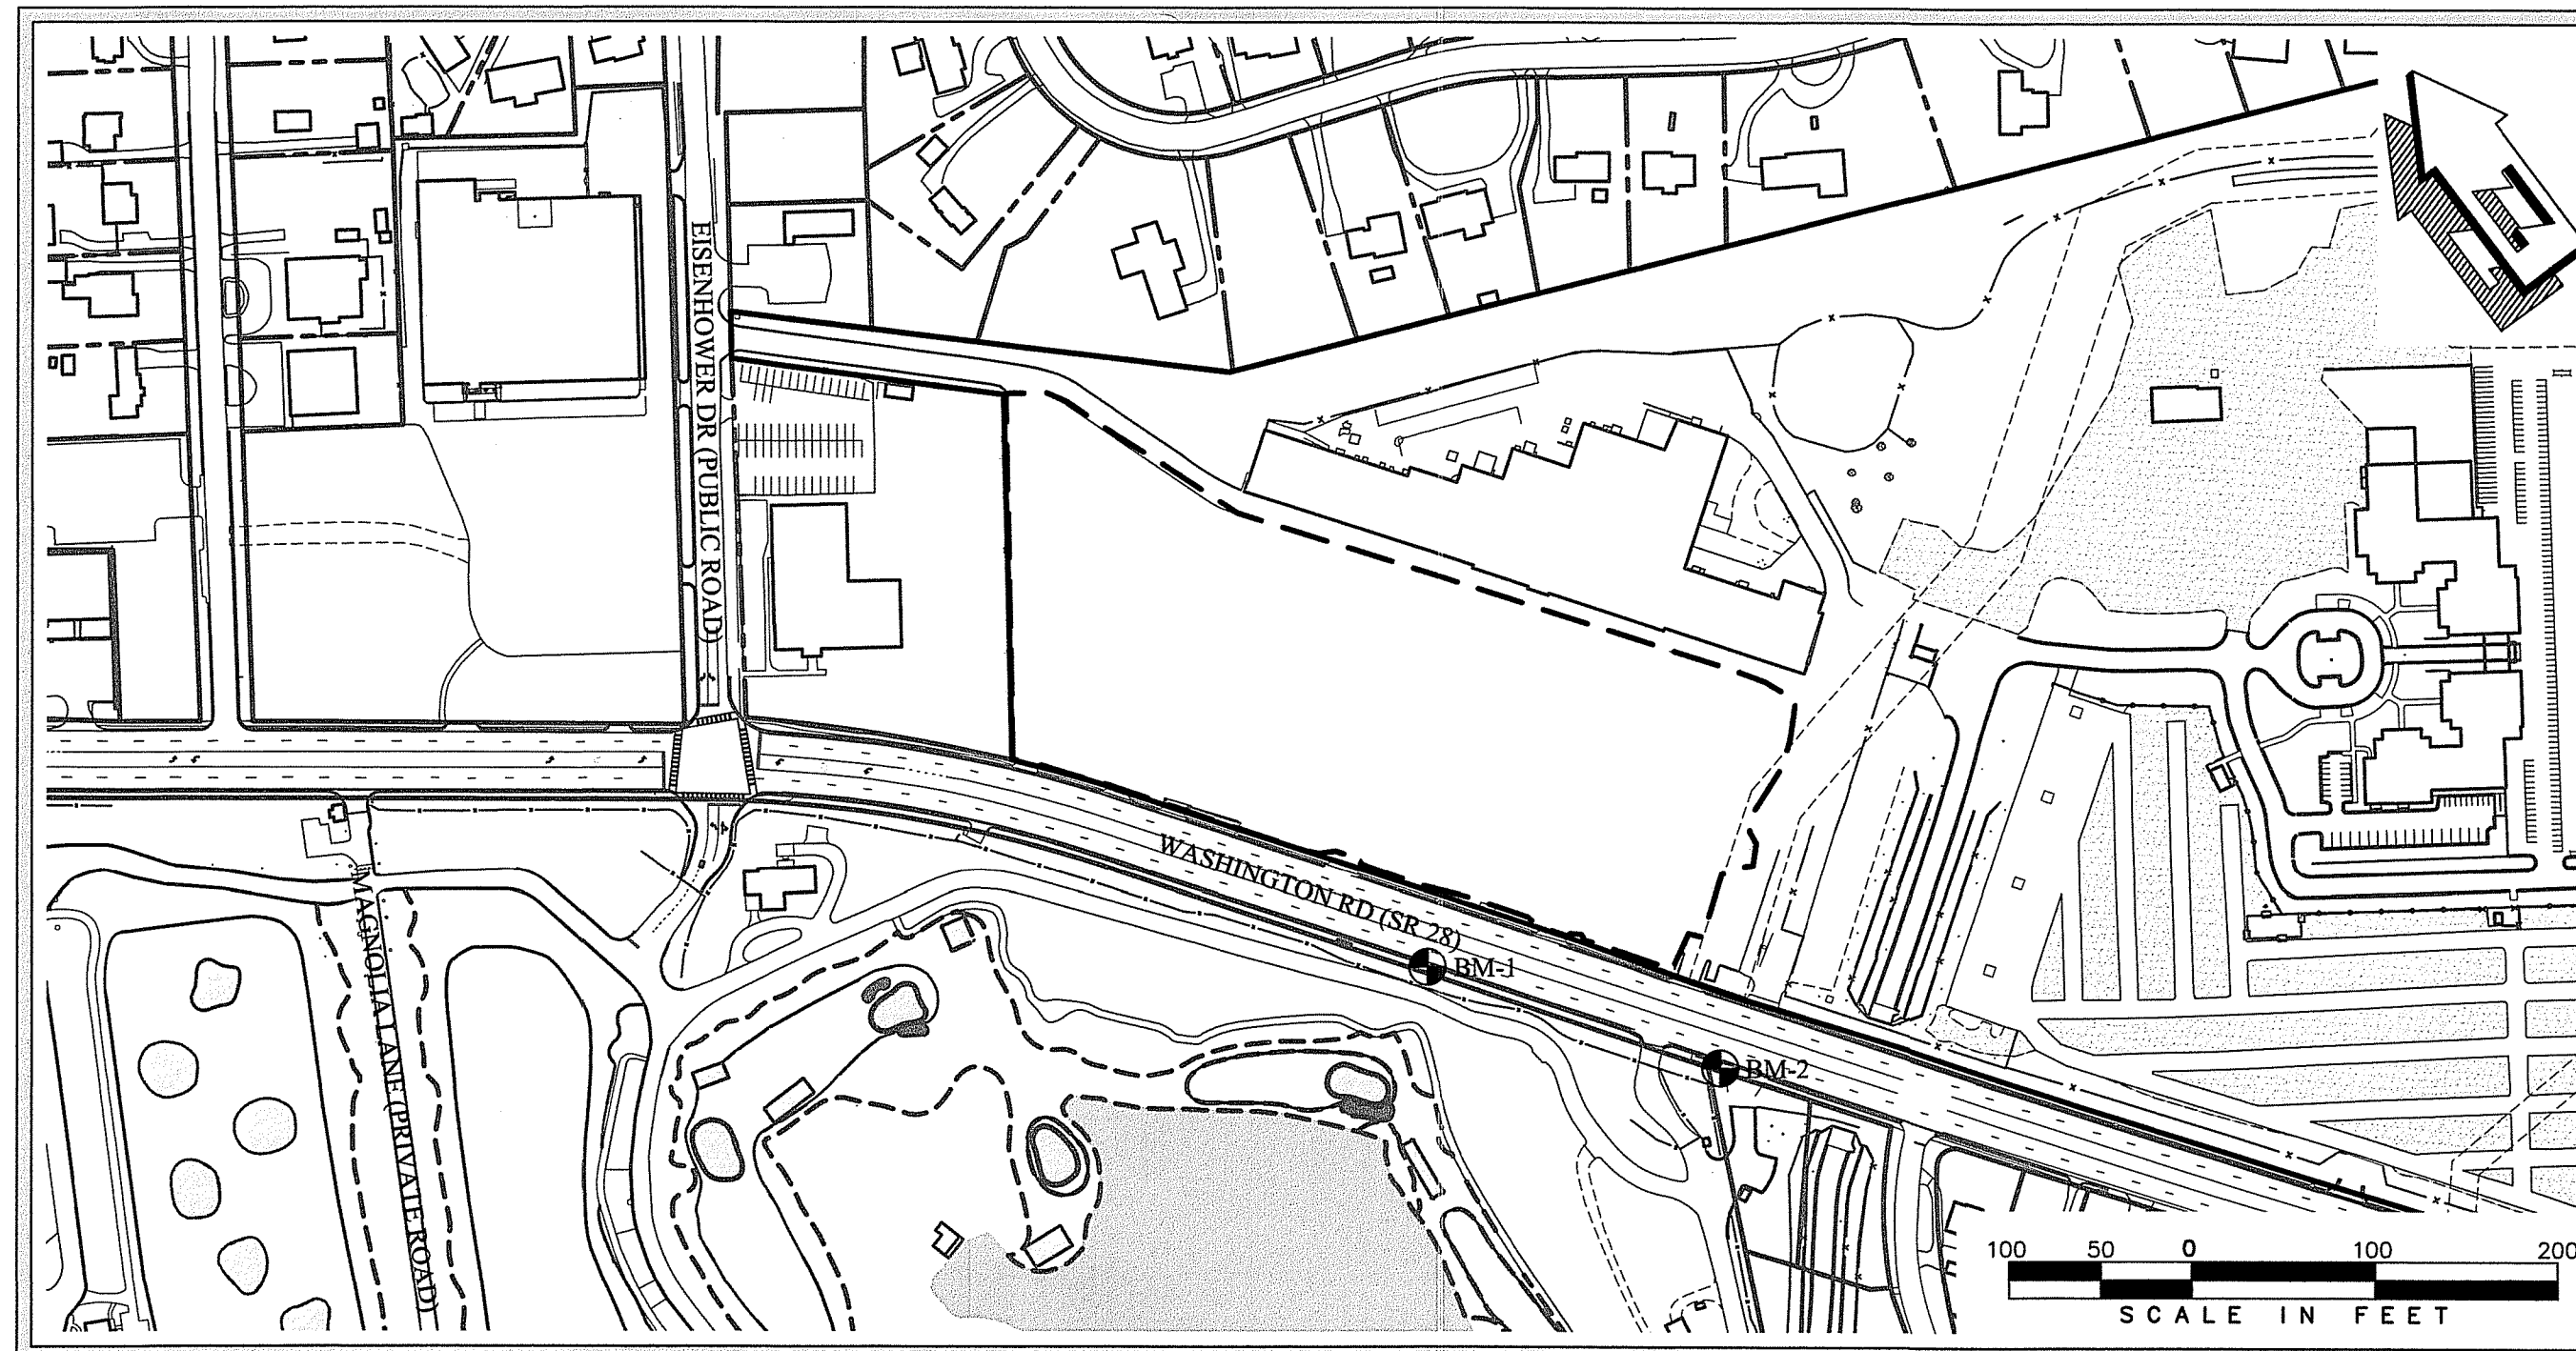 EISENHOWER DR (PUBLIC ROAD)
WASHINGTON RD (SR 28)
BM-1
BM-2
MAGNOLIA LANE (PRIVATE ROAD)
100 50 0 100 200
SCALE IN FEET